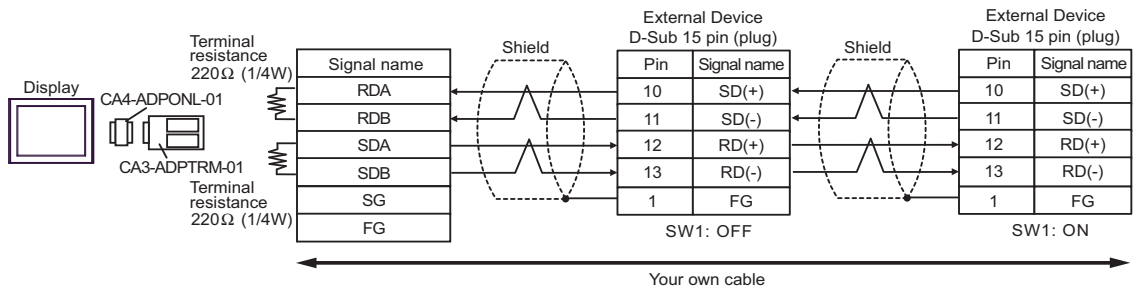 Display
CA4-ADPONL-01
CA3-ADPTRM-01
Terminal
resistance
220Ω (1/4W)
Terminal
resistance
220Ω (1/4W)
Signal name
RDA
RDB
SDA
SDB
SG
FG
Shield
External Device
D-Sub 15 pin (plug)
Pin Signal name
10 SD(+)
11 SD(-)
12 RD(+)
13 RD(-)
1 FG
SW1: OFF
Shield
External Device
D-Sub 15 pin (plug)
Pin Signal name
10 SD(+)
11 SD(-)
12 RD(+)
13 RD(-)
1 FG
SW1: ON
Your own cable